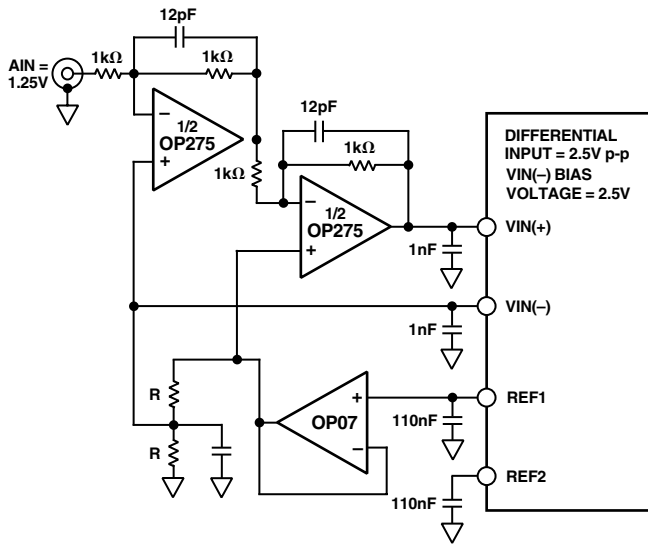 12pF
AIN =
1.25V
1kΩ
1kΩ
1/2
OP275
12pF
1kΩ
1kΩ
1/2
OP275
DIFFERENTIAL
INPUT = 2.5V p-p
VIN(–) BIAS
VOLTAGE = 2.5V
VIN(+)
1nF
VIN(–)
1nF
R
R
OP07
REF1
110nF
REF2
110nF